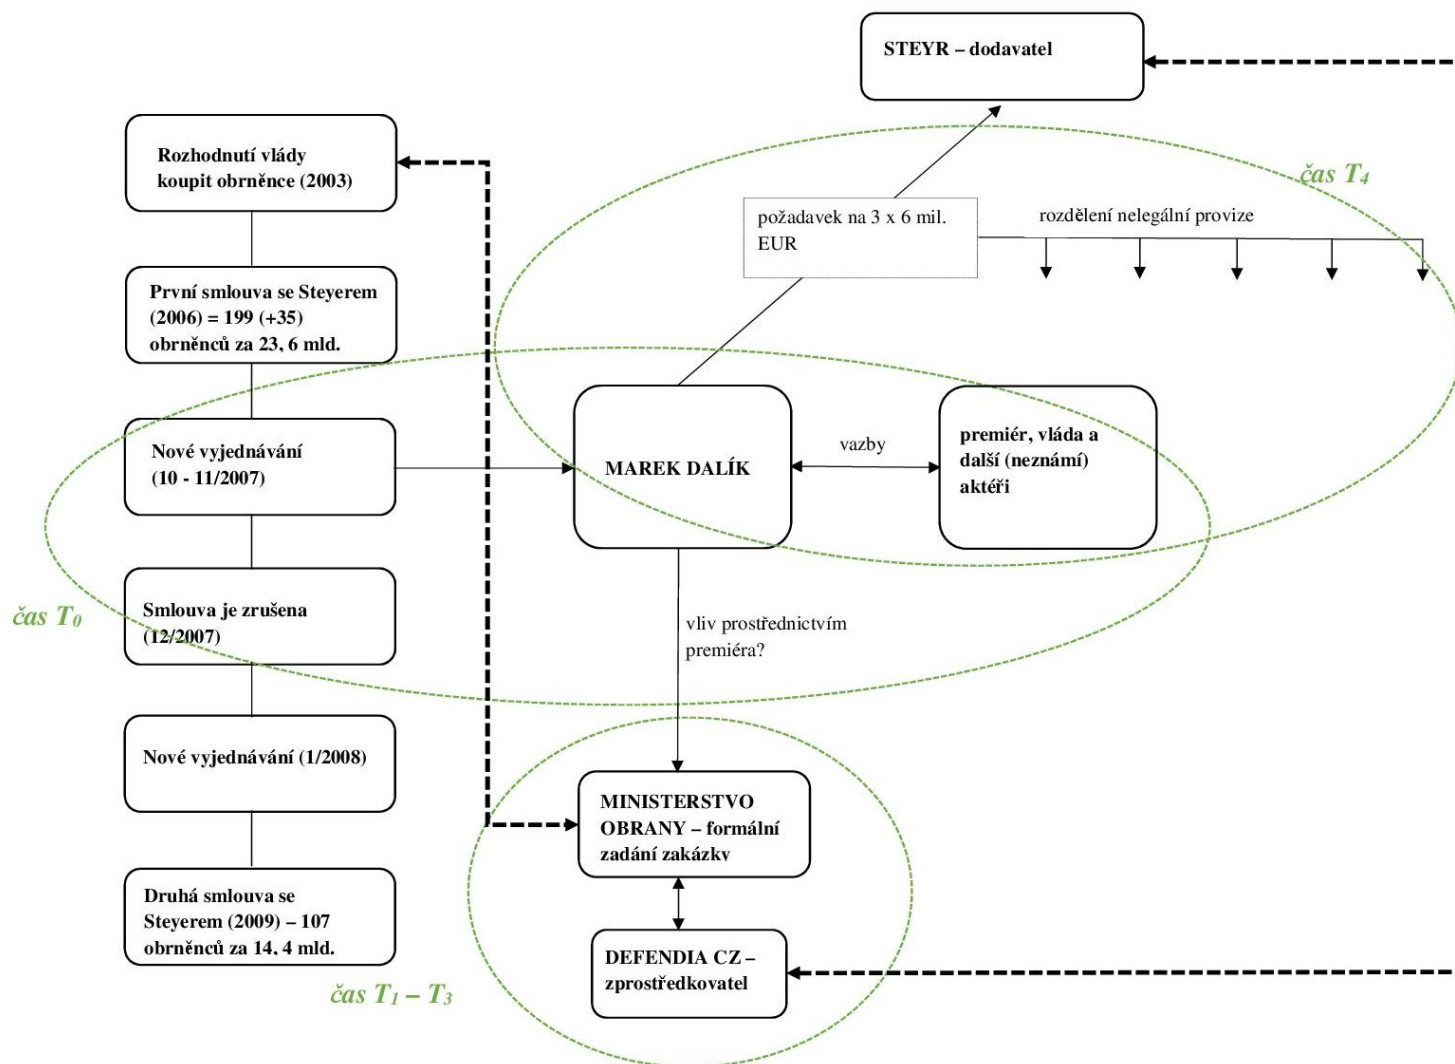 STEYR – dodavatel
Rozhodnutí vlády
koupit obrněnce (2003)
čas T4
požadavek na 3 x 6 mil.
EUR
rozdělení nelegální provize
První smlouva se Steyerem
(2006) = 199 (+35)
obrněnců za 23, 6 mld.
Nové vyjednávání
(10 - 11/2007)
MAREK DALÍK
vazby
premiér, vláda a
další (neznámí)
aktéři
čas T0
Smlouva je zrušena
(12/2007)
vliv prostřednictvím
premiéra?
Nové vyjednávání (1/2008)
MINISTERSTVO
OBRANY – formální
zadání zakázky
Druhá smlouva se
Steyerem (2009) – 107
obrněnců za 14, 4 mld.
DEFENDIA CZ –
zprostředkovatel
čas T1 – T3